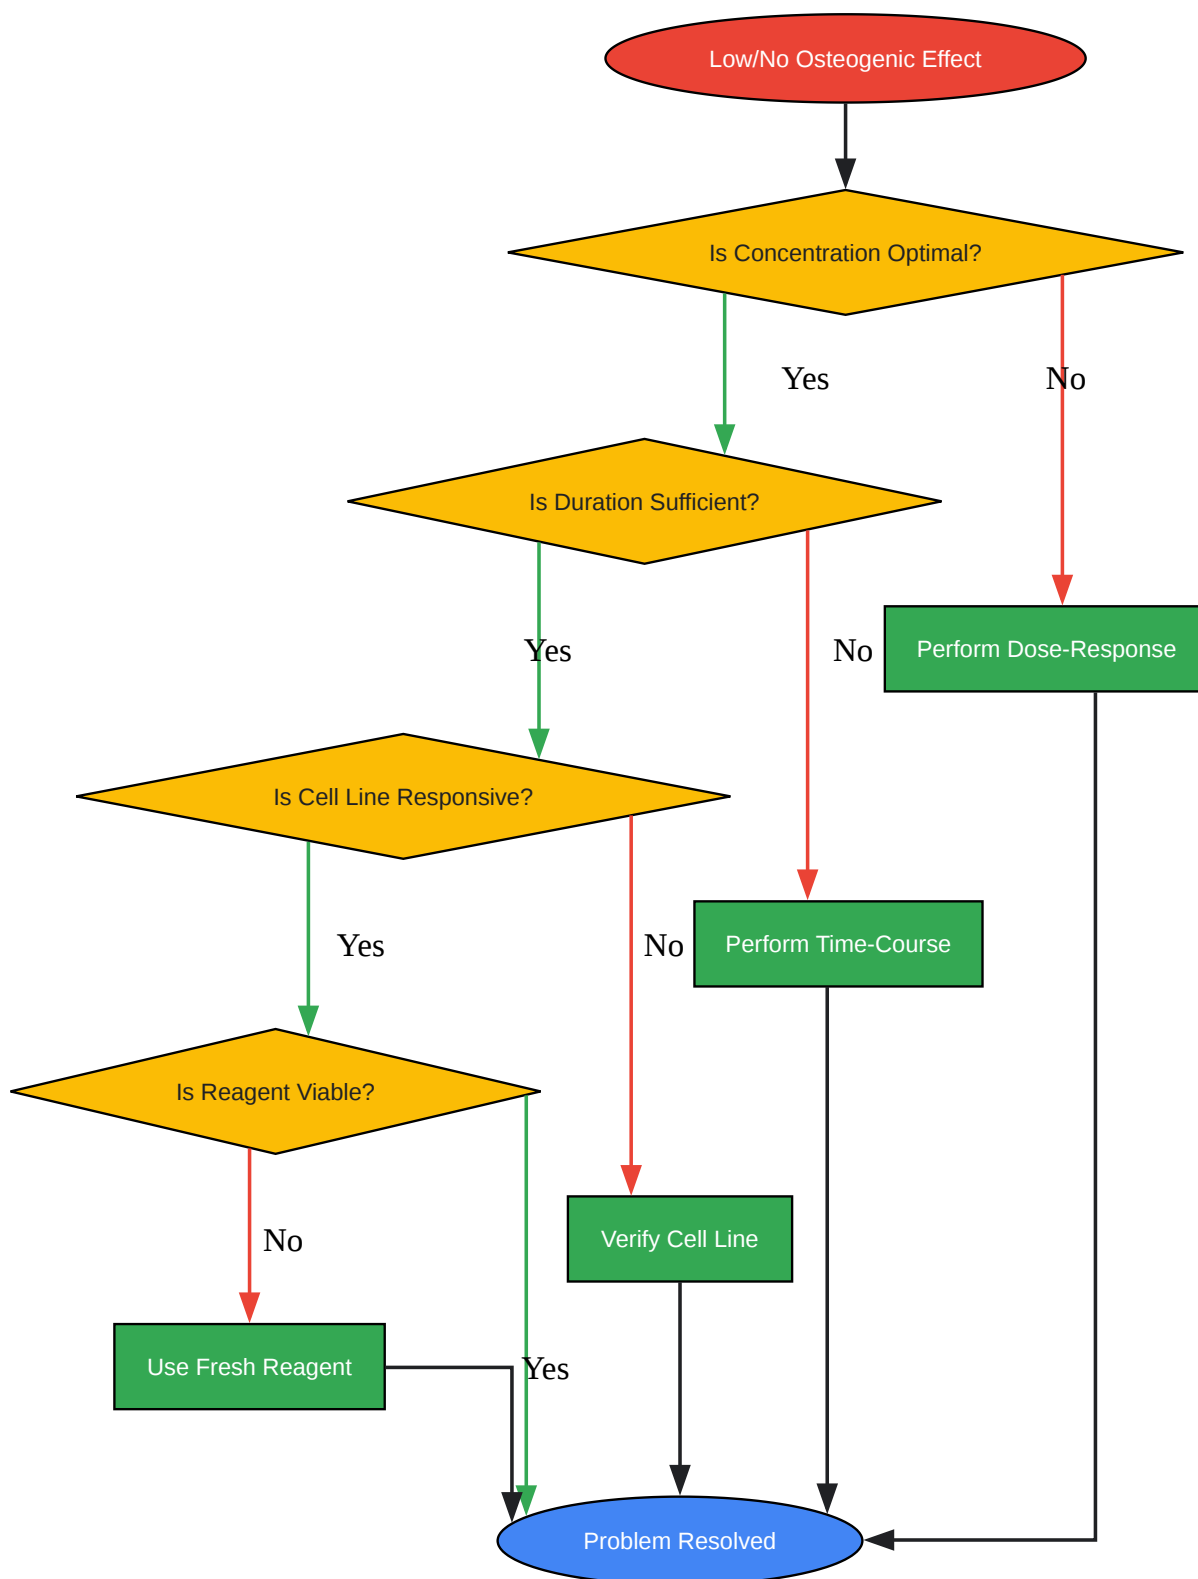 Low/No Osteogenic Effect
Is Concentration Optimal?
Yes
No
Is Duration Sufficient?
Yes
No
Perform Dose-Response
Is Cell Line Responsive?
Yes
No
Perform Time-Course
Is Reagent Viable?
No
Verify Cell Line
Use Fresh Reagent
Yes
Problem Resolved